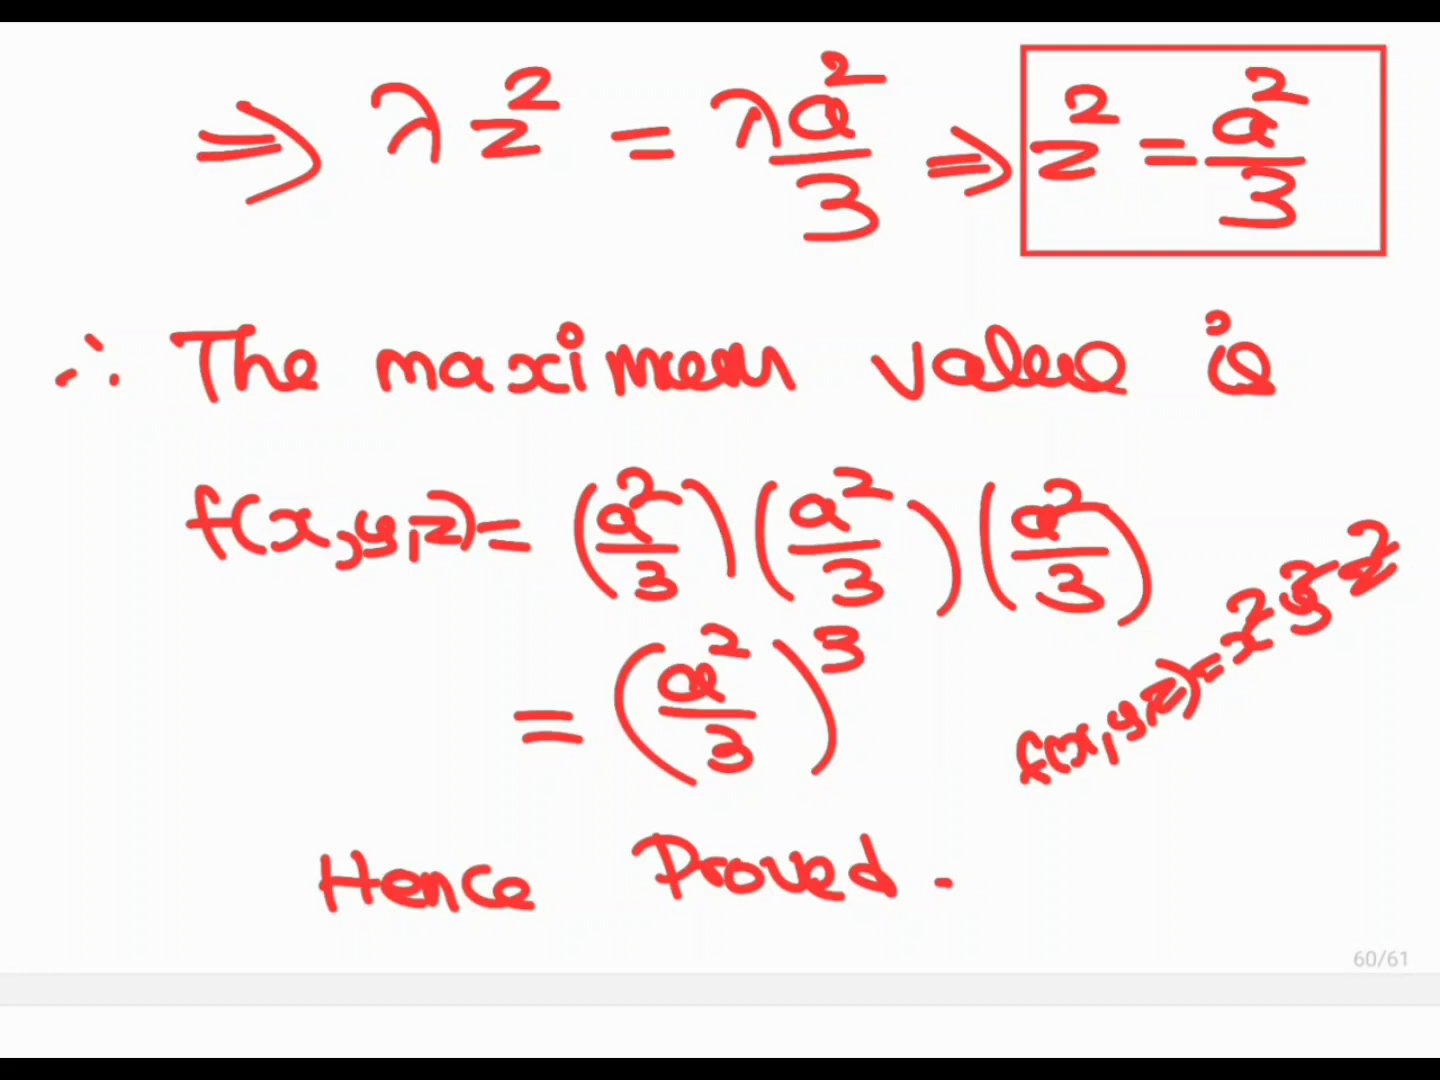 ⇒ λz² = λa²/3 ⇒ z² = a²/3
∴ The maximum value is
f(x,y,z) = (a²/3)(a²/3)(a²/3)
= (a²/3)³
f(x,y,z) = x²y²z²
Hence Proved.
60/61